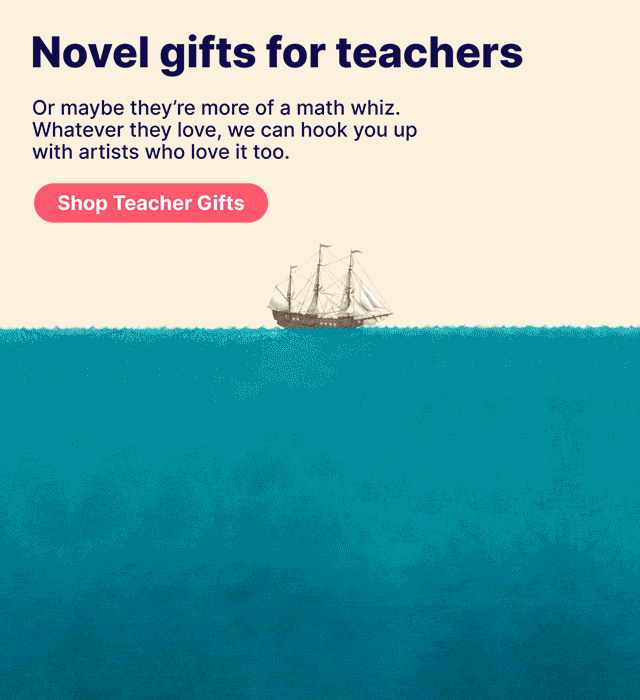 Novel gifts for teachers
Or maybe they’re more of a math whiz.
Whatever they love, we can hook you up
with artists who love it too.
Shop Teacher Gifts